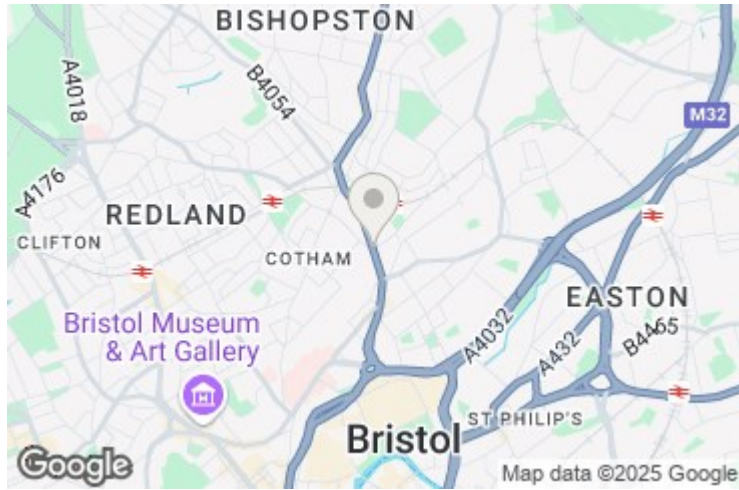 BISHOPSTON
A4018
B4054
M32
A4176
REDLAND
CLIFTON
COTHAM
EASTON
Bristol Museum
& Art Gallery
A4032
A432
B4465
ST PHILIP'S
Bristol
Google
Map data ©2025 Google